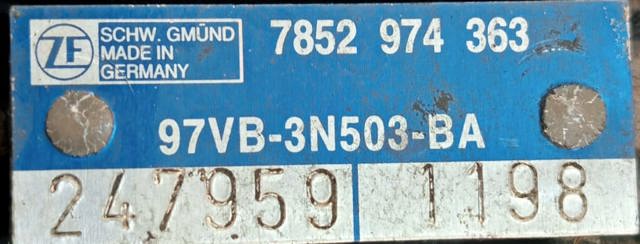 ZF
SCHW. GMÜND
MADE IN
GERMANY
7852 974 363
97VB-3N503-BA
247959 1198